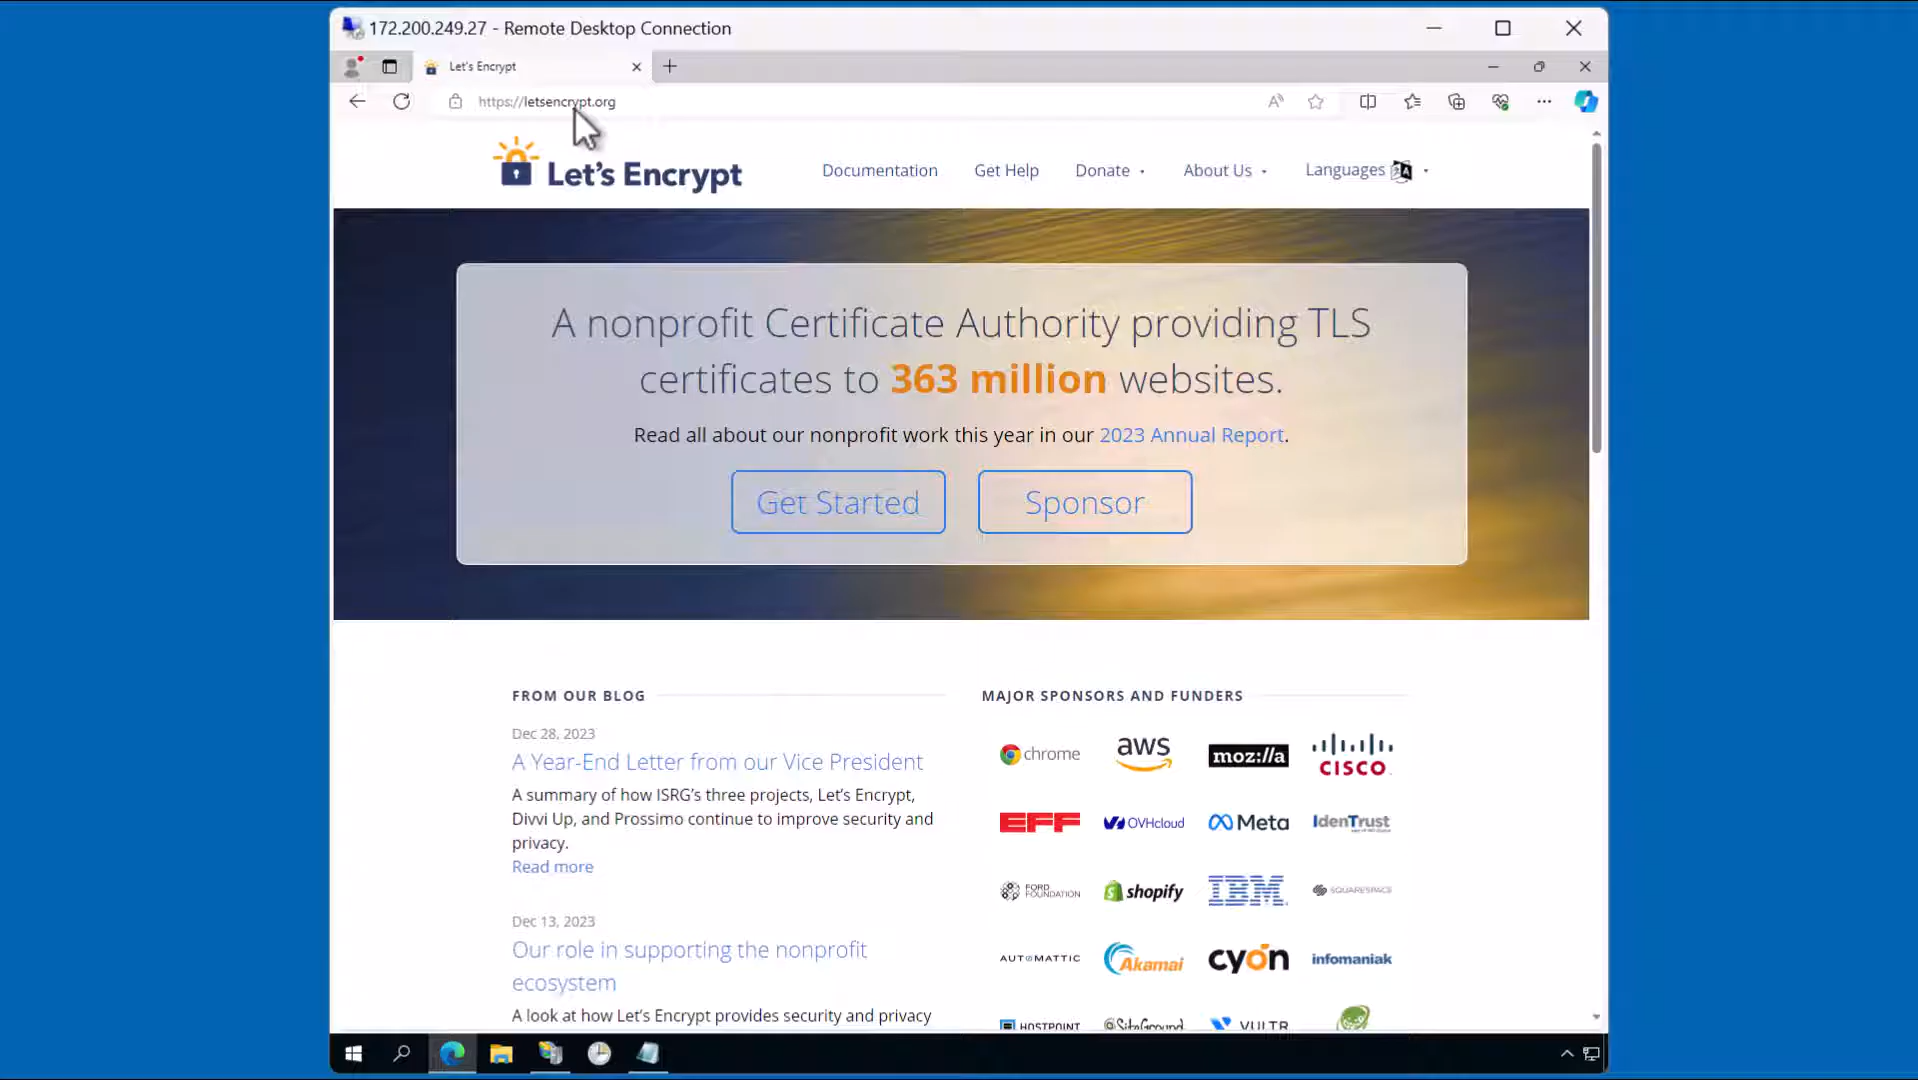 172.200.249.27 - Remote Desktop Connection
Let's Encrypt
https://letsencrypt.org
Let's Encrypt
Documentation
Get Help
Donate
About Us
Languages
A nonprofit Certificate Authority providing TLS
certificates to 363 million websites.
Read all about our nonprofit work this year in our 2023 Annual Report.
Get Started
Sponsor
FROM OUR BLOG
Dec 28, 2023
A Year-End Letter from our Vice President
A summary of how ISRG's three projects, Let's Encrypt,
Divvi Up, and Prossimo continue to improve security and
privacy.
Read more
Dec 13, 2023
Our role in supporting the nonprofit
ecosystem
A look at how Let's Encrypt provides security and privacy
MAJOR SPONSORS AND FUNDERS
chrome
aws
moz://a
CISCO
EFF
OVHcloud
Meta
IdenTrust
FORD
FOUNDATION
shopify
IBM
SQUARESPACE
AUTOMATTIC
Akamai
cyon
infomaniak
HOSTPOINT
SiteGround
VULTR